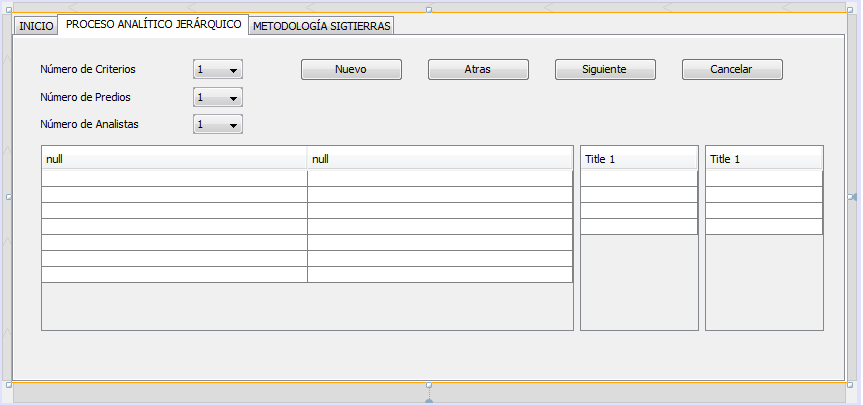 INICIO PROCESO ANALÍTICO JERÁRQUICO METODOLOGÍA SIGTIERRAS
Número de Criterios 1 Nuevo Atras Siguiente Cancelar
Número de Predios 1
Número de Analistas 1
null null Title 1 Title 1